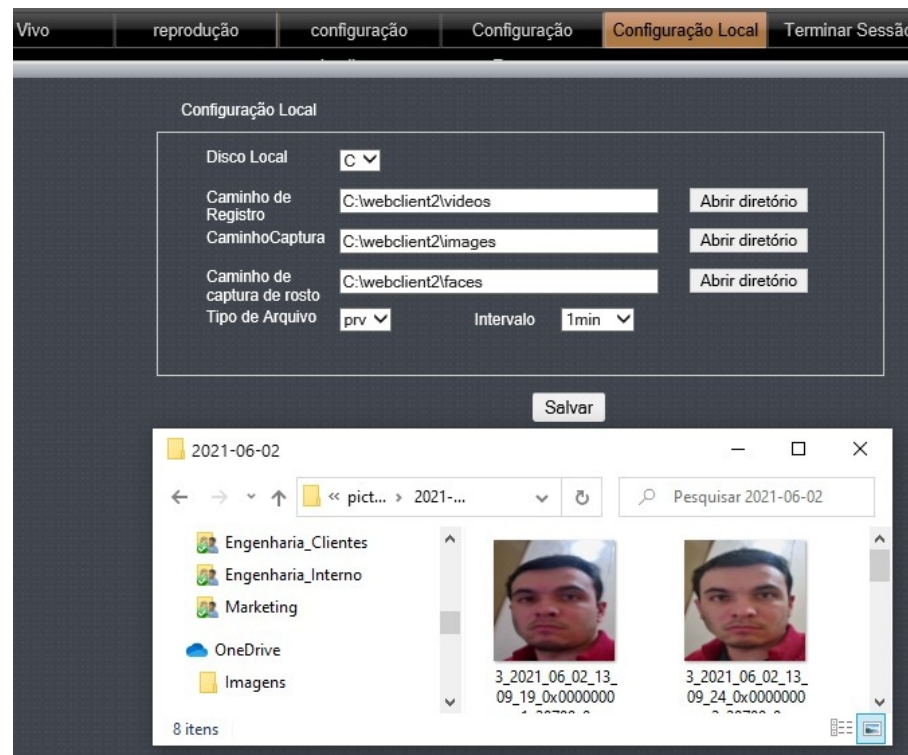 Vivo
reprodução
configuração
Configuração
Configuração Local
Terminar Sessão
Configuração Local
Disco Local
C
Caminho de
Registro
C:\webclient2\videos
Abrir diretório
CaminhoCaptura
C:\webclient2\images
Abrir diretório
Caminho de
captura de rosto
C:\webclient2\faces
Abrir diretório
Tipo de Arquivo
prv
Intervalo
1min
Salvar
2021-06-02
« pict... › 2021-...
Pesquisar 2021-06-02
Engenharia_Clientes
Engenharia_Interno
Marketing
OneDrive
Imagens
3_2021_06_02_13_
09_19_0x0000000
3_2021_06_02_13_
09_24_0x0000000
8 itens